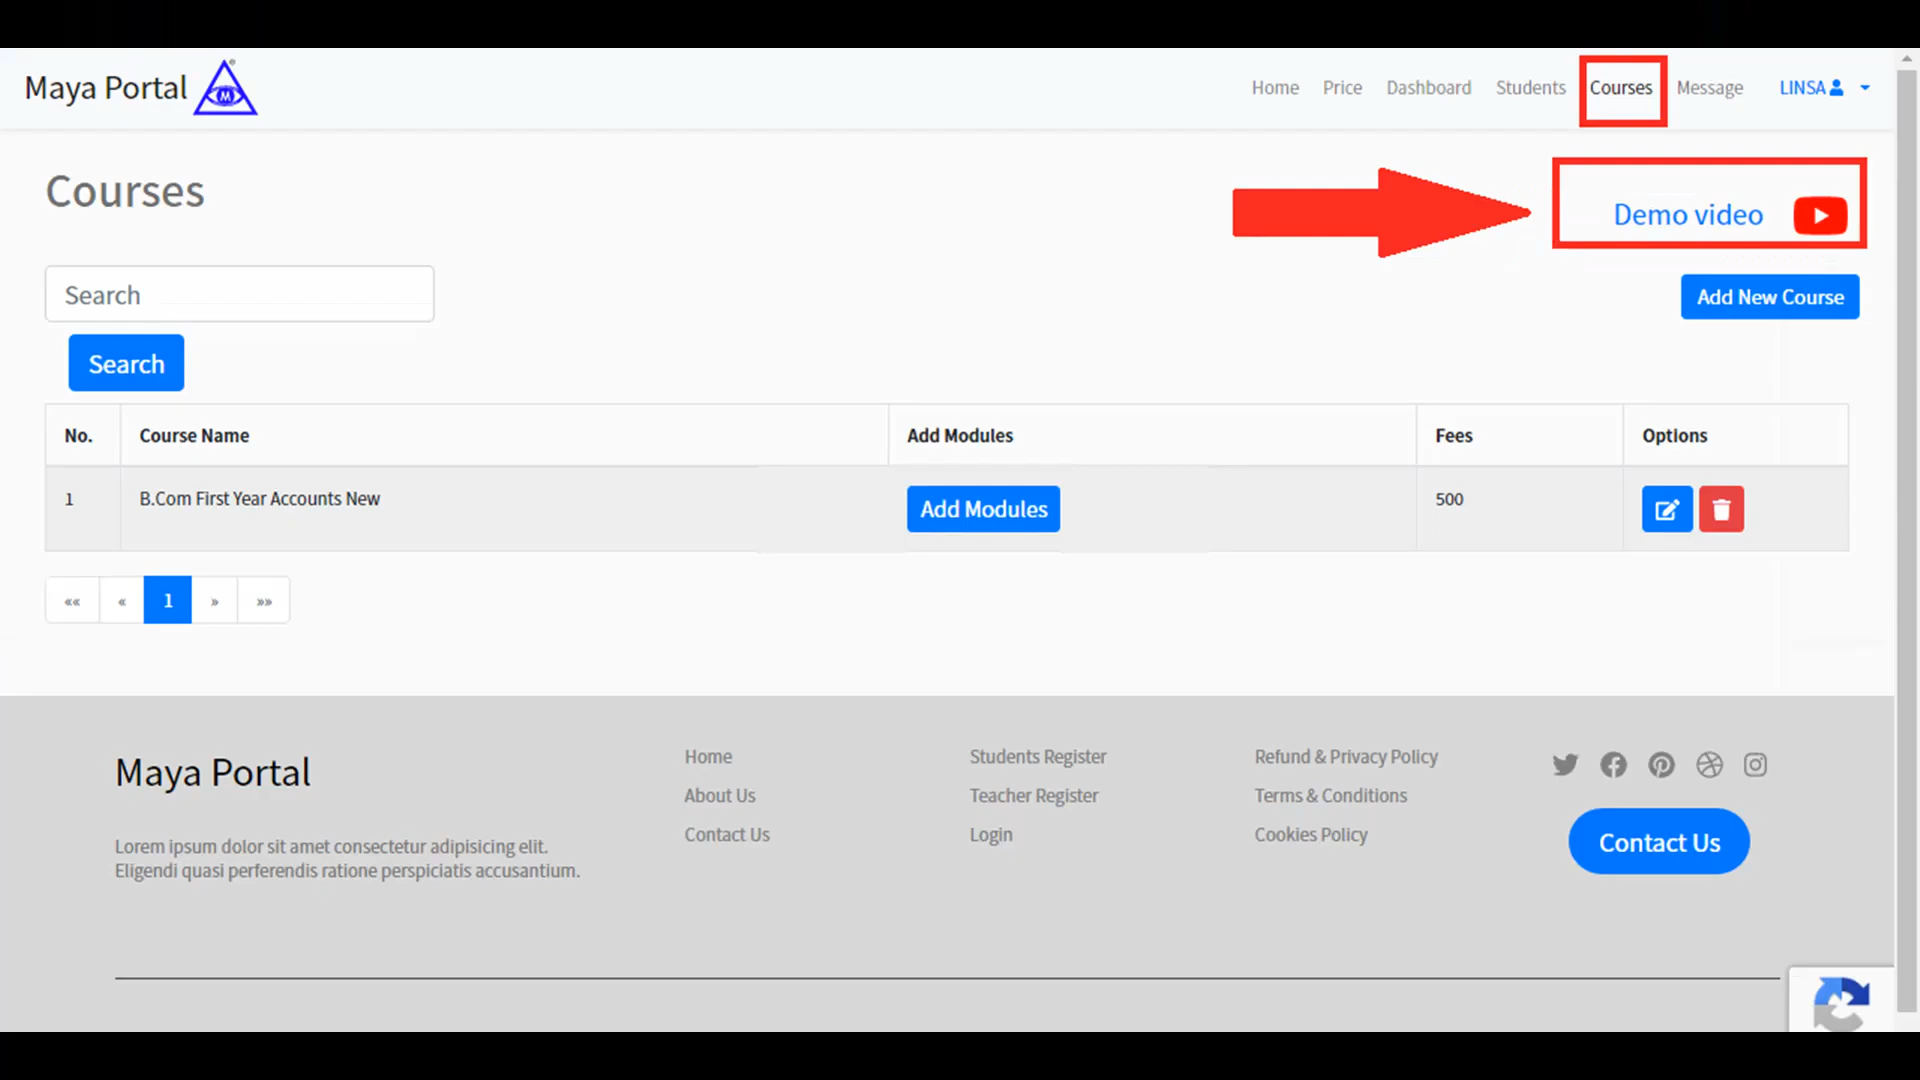 Maya Portal M
Home Price Dashboard Students Courses Message LINSA
Courses
Demo video
Search
Add New Course
Search
No. Course Name Add Modules Fees Options
1 B.Com First Year Accounts New Add Modules 500
«« « 1 » »»
Maya Portal
Lorem ipsum dolor sit amet consectetur adipisicing elit.
Eligendi quasi perferendis ratione perspiciatis accusantium.
Home
About Us
Contact Us
Students Register
Teacher Register
Login
Refund & Privacy Policy
Terms & Conditions
Cookies Policy
Contact Us